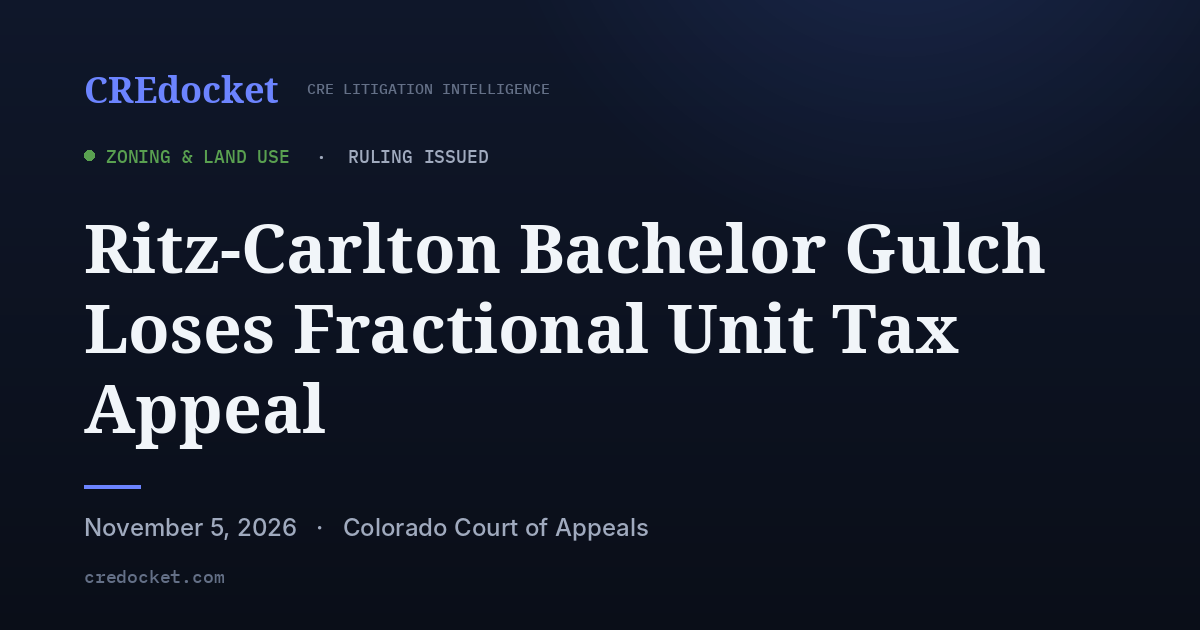 CREdocket CRE LITIGATION INTELLIGENCE
ZONING & LAND USE · RULING ISSUED
Ritz-Carlton Bachelor Gulch
Loses Fractional Unit Tax
Appeal
November 5, 2026 · Colorado Court of Appeals
credocket.com